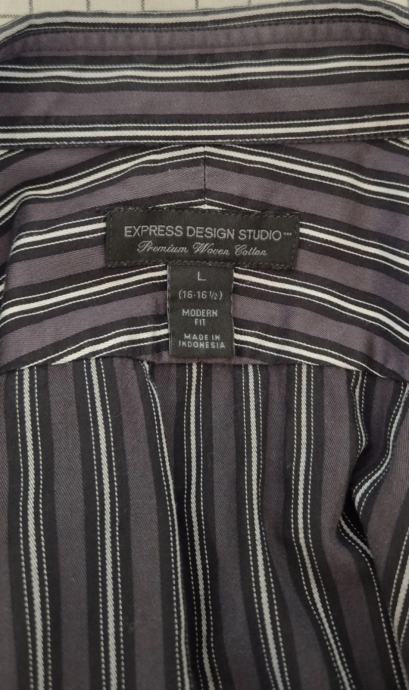 EXPRESS DESIGN STUDIO™
Premium Woven Cotton
L
(16-16 ½)
MODERN
FIT
MADE IN
INDONESIA